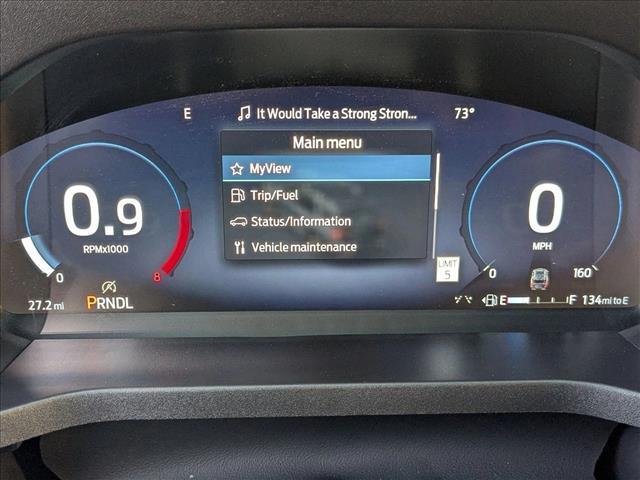 E It Would Take a Strong Stron... 73°
Main menu
MyView
Trip/Fuel
Status/Information
Vehicle maintenance
0.9
RPMx1000
0 8
0
MPH
0 160
LIMIT
5
27.2 mi PRNDL
E F 134 mi to E